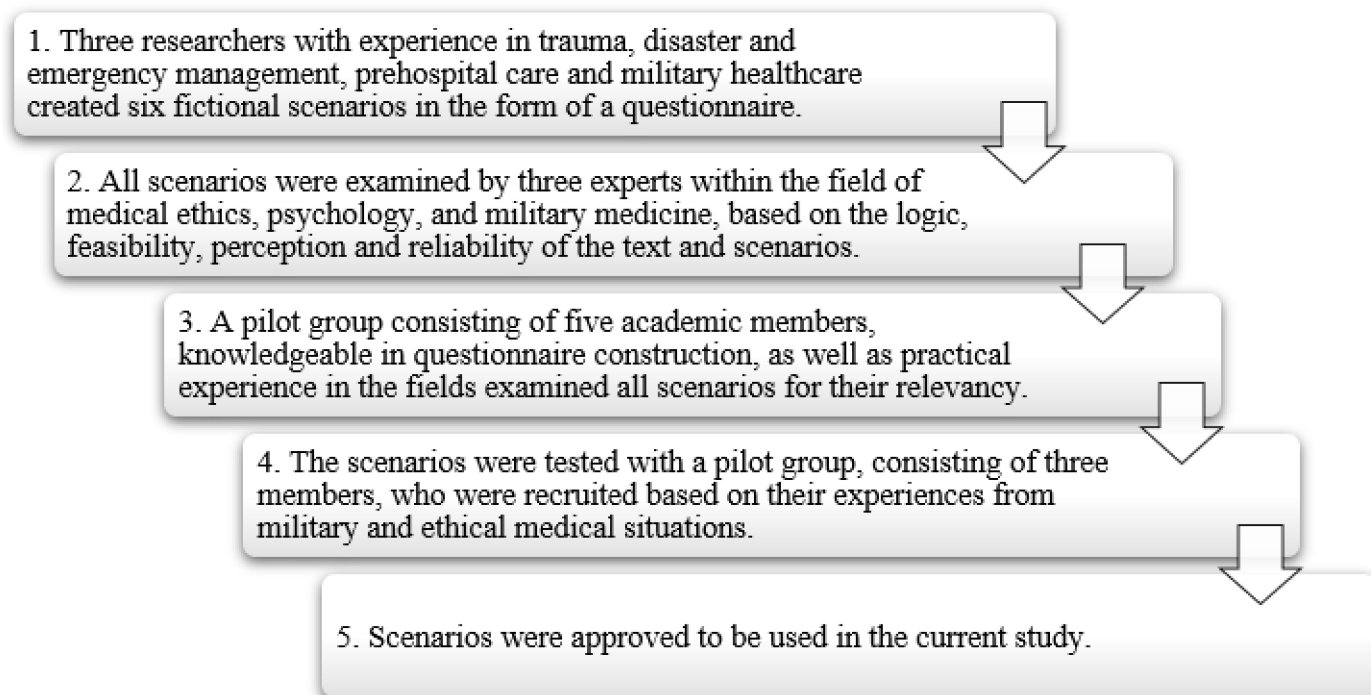 1. Three researchers with experience in trauma, disaster and
emergency management, prehospital care and military healthcare
created six fictional scenarios in the form of a questionnaire.
2. All scenarios were examined by three experts within the field of
medical ethics, psychology, and military medicine, based on the logic,
feasibility, perception and reliability of the text and scenarios.
3. A pilot group consisting of five academic members,
knowledgeable in questionnaire construction, as well as practical
experience in the fields examined all scenarios for their relevancy.
4. The scenarios were tested with a pilot group, consisting of three
members, who were recruited based on their experiences from
military and ethical medical situations.
5. Scenarios were approved to be used in the current study.